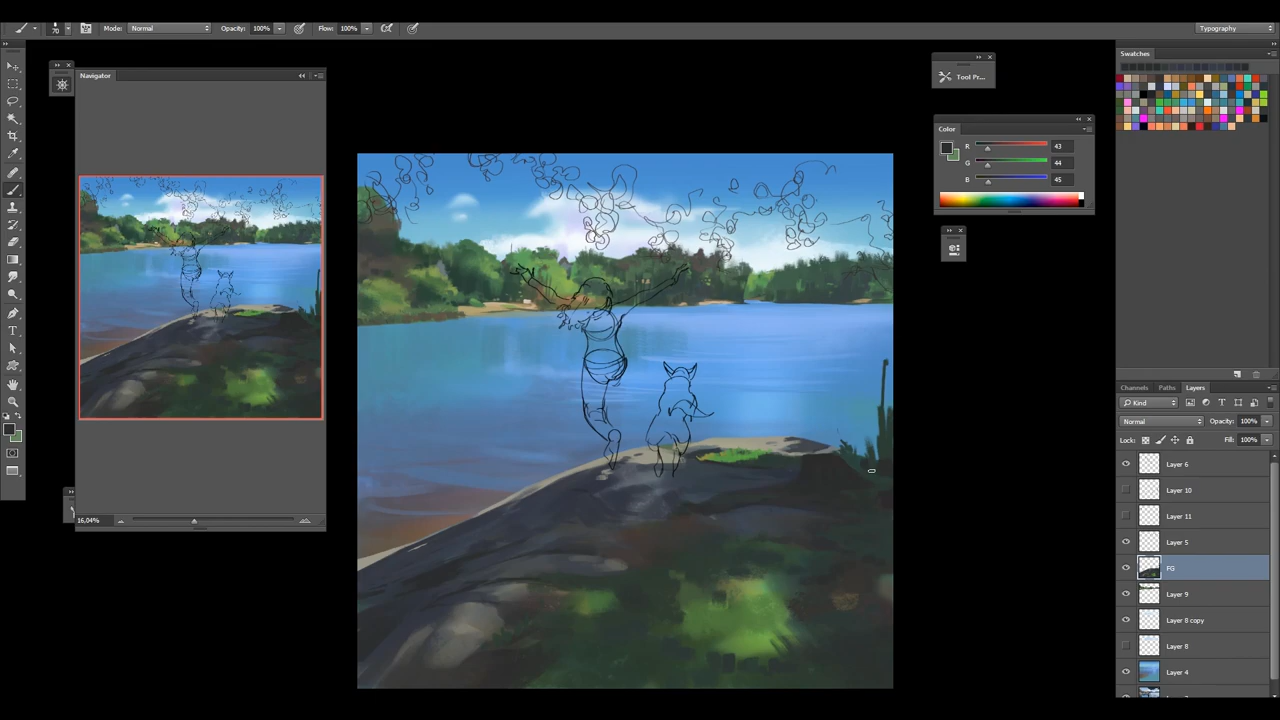 70 Mode: Normal Opacity: 100% Flow: 100% Typography
Navigator
16,04%
Tool Pr...
Color
R 43
G 44
B 45
Swatches
Channels Paths Layers
Kind
Normal Opacity: 100%
Lock: Fill: 100%
Layer 6
Layer 10
Layer 11
Layer 5
FG
Layer 9
Layer 8 copy
Layer 8
Layer 4